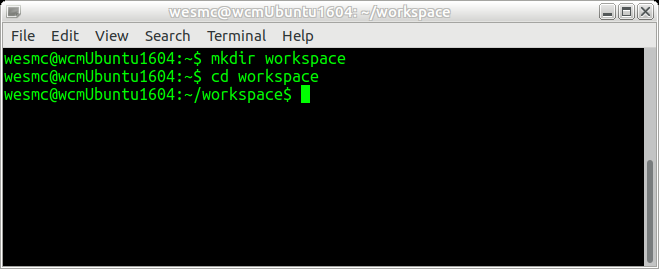 wesmc@wcmUbuntu1604: ~/workspace
File Edit View Search Terminal Help
wesmc@wcmUbuntu1604:~$ mkdir workspace
wesmc@wcmUbuntu1604:~$ cd workspace
wesmc@wcmUbuntu1604:~/workspace$